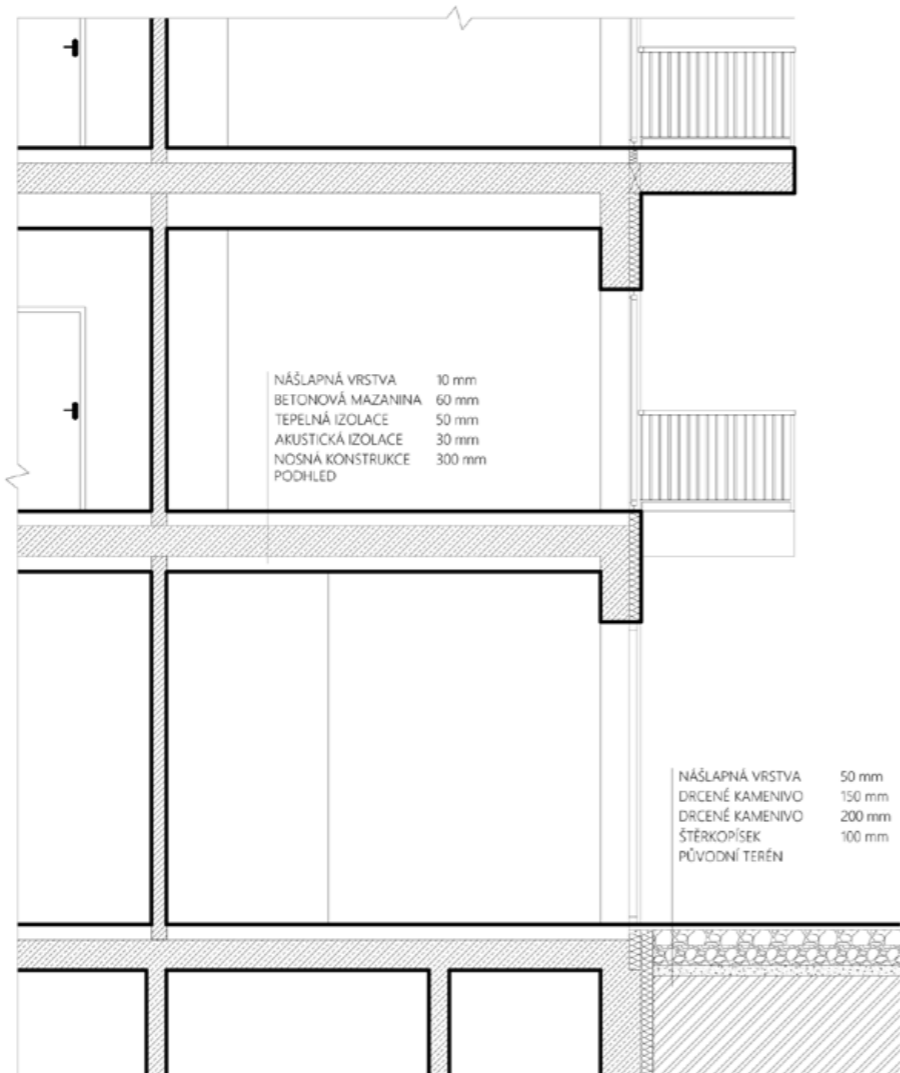 NÁŠLAPNÁ VRSTVA 10 mm
BETONOVÁ MAZANINA 60 mm
TEPELNÁ IZOLACE 50 mm
AKUSTICKÁ IZOLACE 30 mm
NOSNÁ KONSTRUKCE 300 mm
PODHLED
NÁŠLAPNÁ VRSTVA 50 mm
DRCENÉ KAMENIVO 150 mm
DRCENÉ KAMENIVO 200 mm
ŠTĚRKOPÍSEK 100 mm
PŮVODNÍ TERÉN